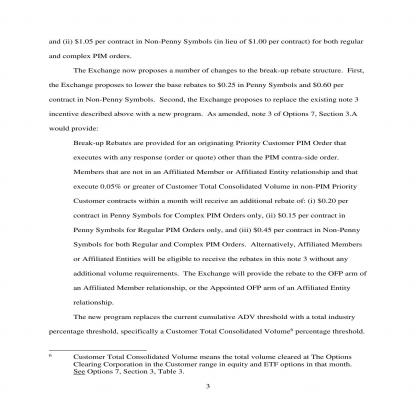 and (ii) $1.05 per contract in Non-Penny Symbols (in lieu of $1.00 per contract) for both regular
and complex PIM orders.
The Exchange now proposes a number of changes to the break-up rebate structure. First,
the Exchange proposes to lower the base rebates to $0.25 in Penny Symbols and $0.60 per
contract in Non-Penny Symbols. Second, the Exchange proposes to replace the existing note 3
incentive described above with a new program. As amended, note 3 of Options 7, Section 3.A
would provide:
Break-up Rebates are provided for an originating Priority Customer PIM Order that
executes with any response (order or quote) other than the PIM contra-side order.
Members that are not in an Affiliated Member or Affiliated Entity relationship and that
execute 0.05% or greater of Customer Total Consolidated Volume in non-PIM Priority
Customer contracts within a month will receive an additional rebate of: (i) $0.20 per
contract in Penny Symbols for Complex PIM Orders only, (ii) $0.15 per contract in
Penny Symbols for Regular PIM Orders only, and (iii) $0.45 per contract in Non-Penny
Symbols for both Regular and Complex PIM Orders. Alternatively, Affiliated Members
or Affiliated Entities will be eligible to receive the rebates in this note 3 without any
additional volume requirements. The Exchange will provide the rebate to the OFP arm of
an Affiliated Member relationship, or the Appointed OFP arm of an Affiliated Entity
relationship.
The new program replaces the current cumulative ADV threshold with a total industry
percentage threshold, specifically a Customer Total Consolidated Volume6 percentage threshold.
6 Customer Total Consolidated Volume means the total volume cleared at The Options
Clearing Corporation in the Customer range in equity and ETF options in that month.
See Options 7, Section 3, Table 3.
3